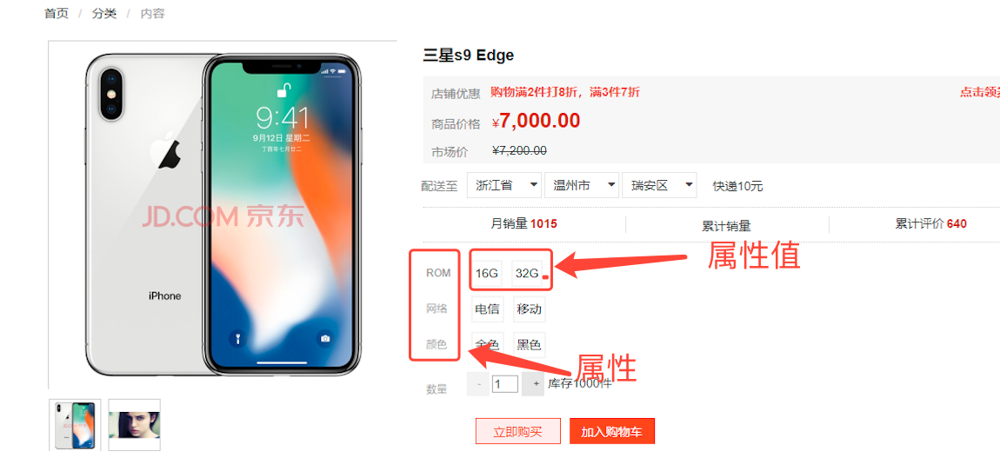 首页 / 分类 / 内容
三星s9 Edge
店铺优惠 购物满2件打8折，满3件7折 点击领
商品价格 ¥7,000.00
市场价 ¥7,200.00
配送至 浙江省 温州市 瑞安区 快递10元
月销量 1015 累计销量 累计评价 640
属性值
ROM 16G 32G
网络 电信 移动
颜色 金色 黑色
属性
数量 - 1 + 库存1000件
立即购买 加入购物车
9:41
9月12日 星期二
丁酉年七月廿二
JD.COM 京东
iPhone